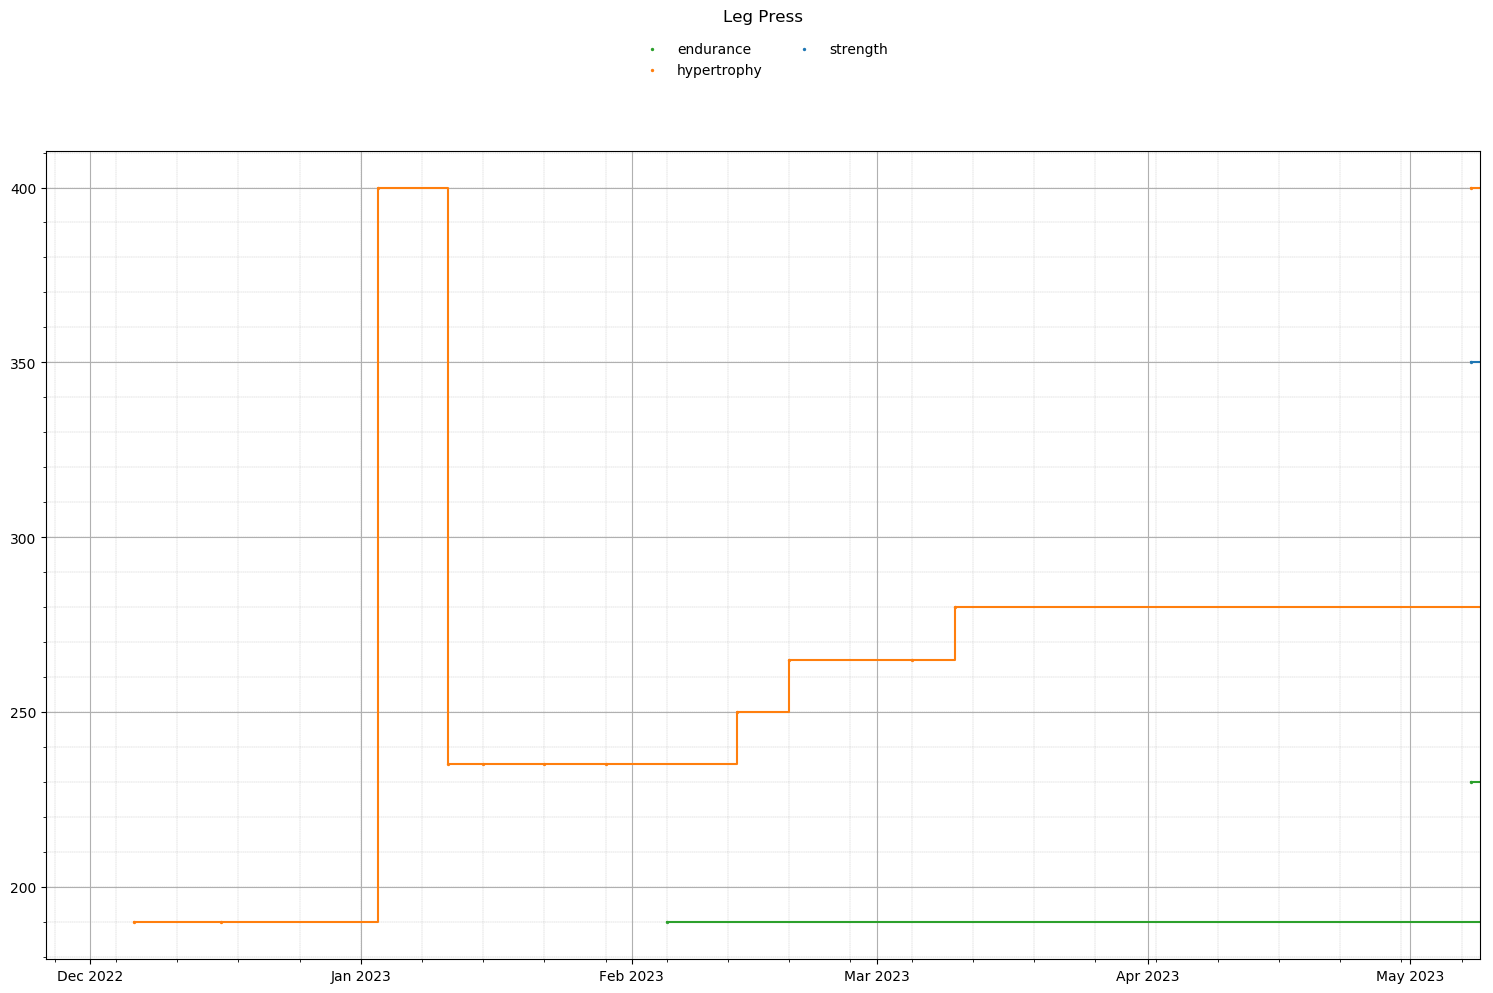 Leg Press
endurance
hypertrophy
strength
400
350
300
250
200
Dec 2022
Jan 2023
Feb 2023
Mar 2023
Apr 2023
May 2023